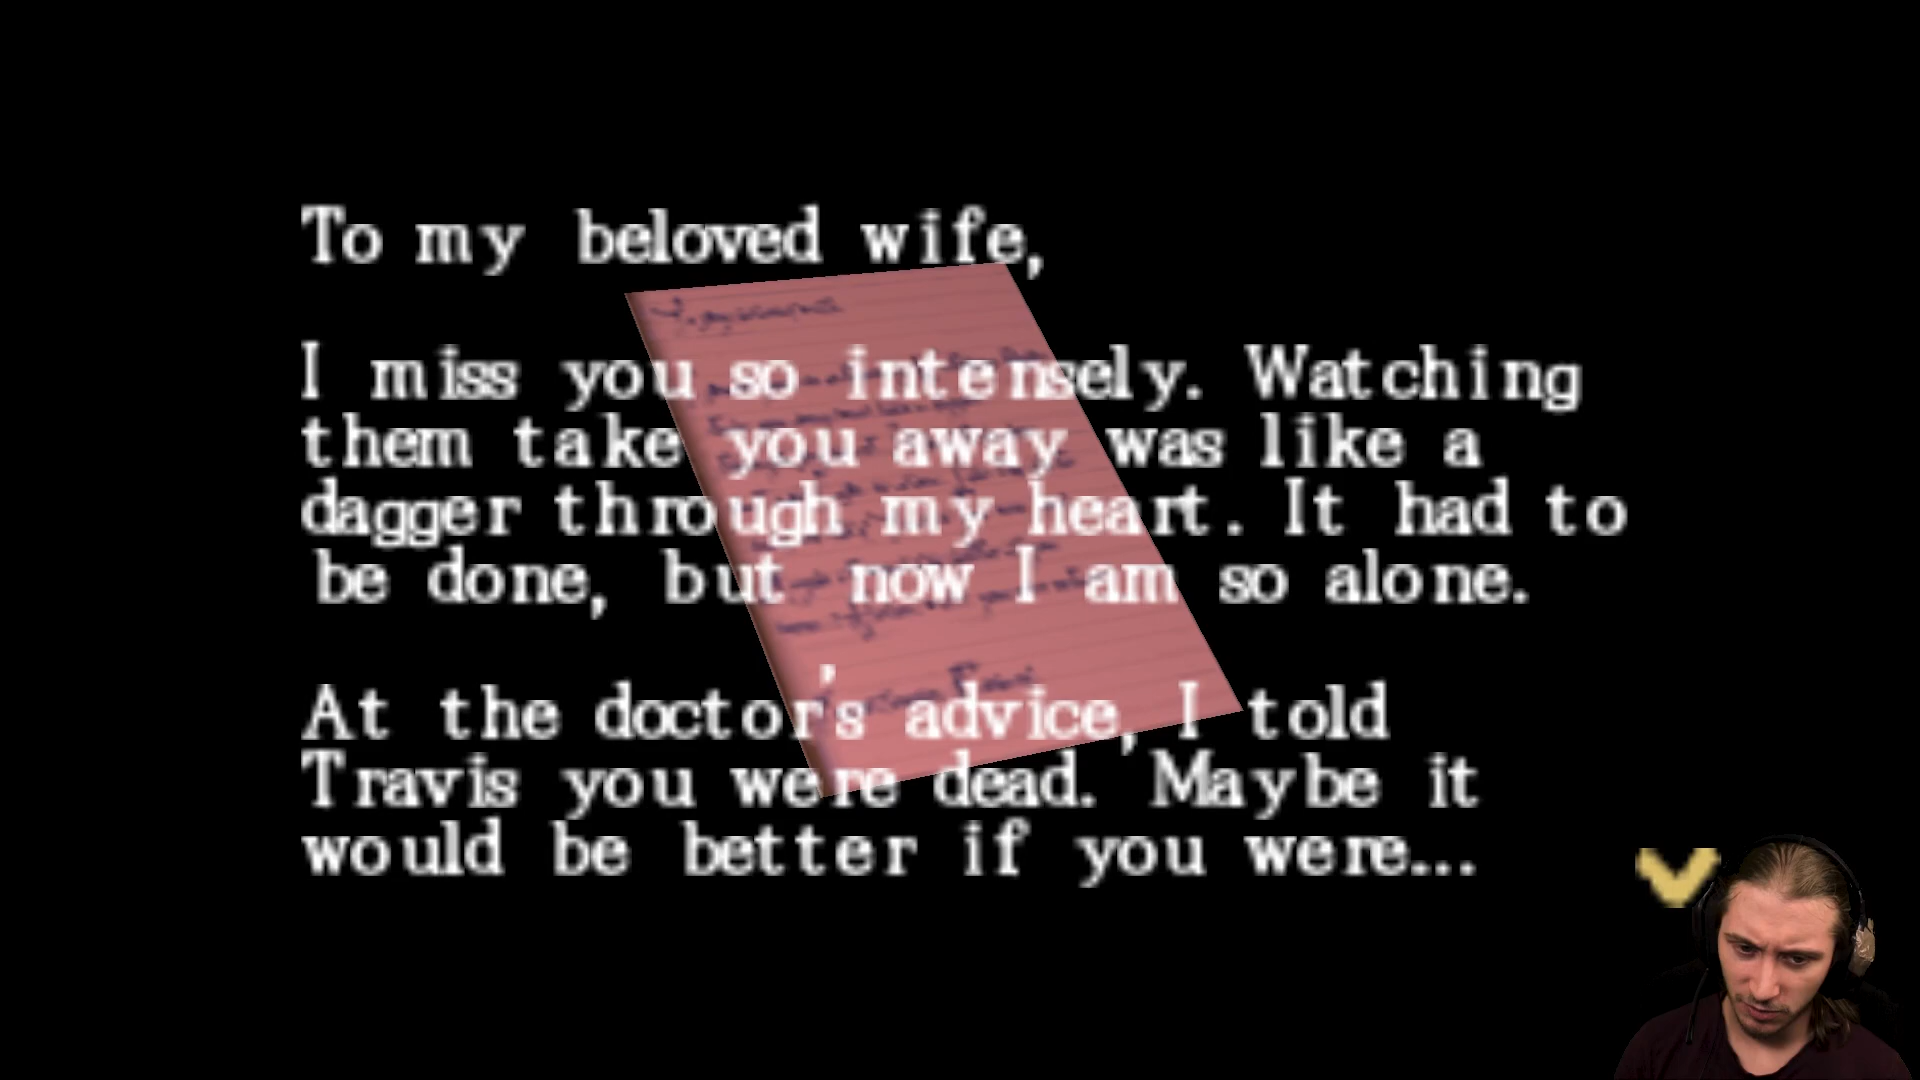 To my beloved wife,
I miss you so intensely. Watching
them take you away was like a
dagger through my heart. It had to
be done, but now I am so alone.
At the doctor's advice, I told
Travis you were dead. Maybe it
would be better if you were...